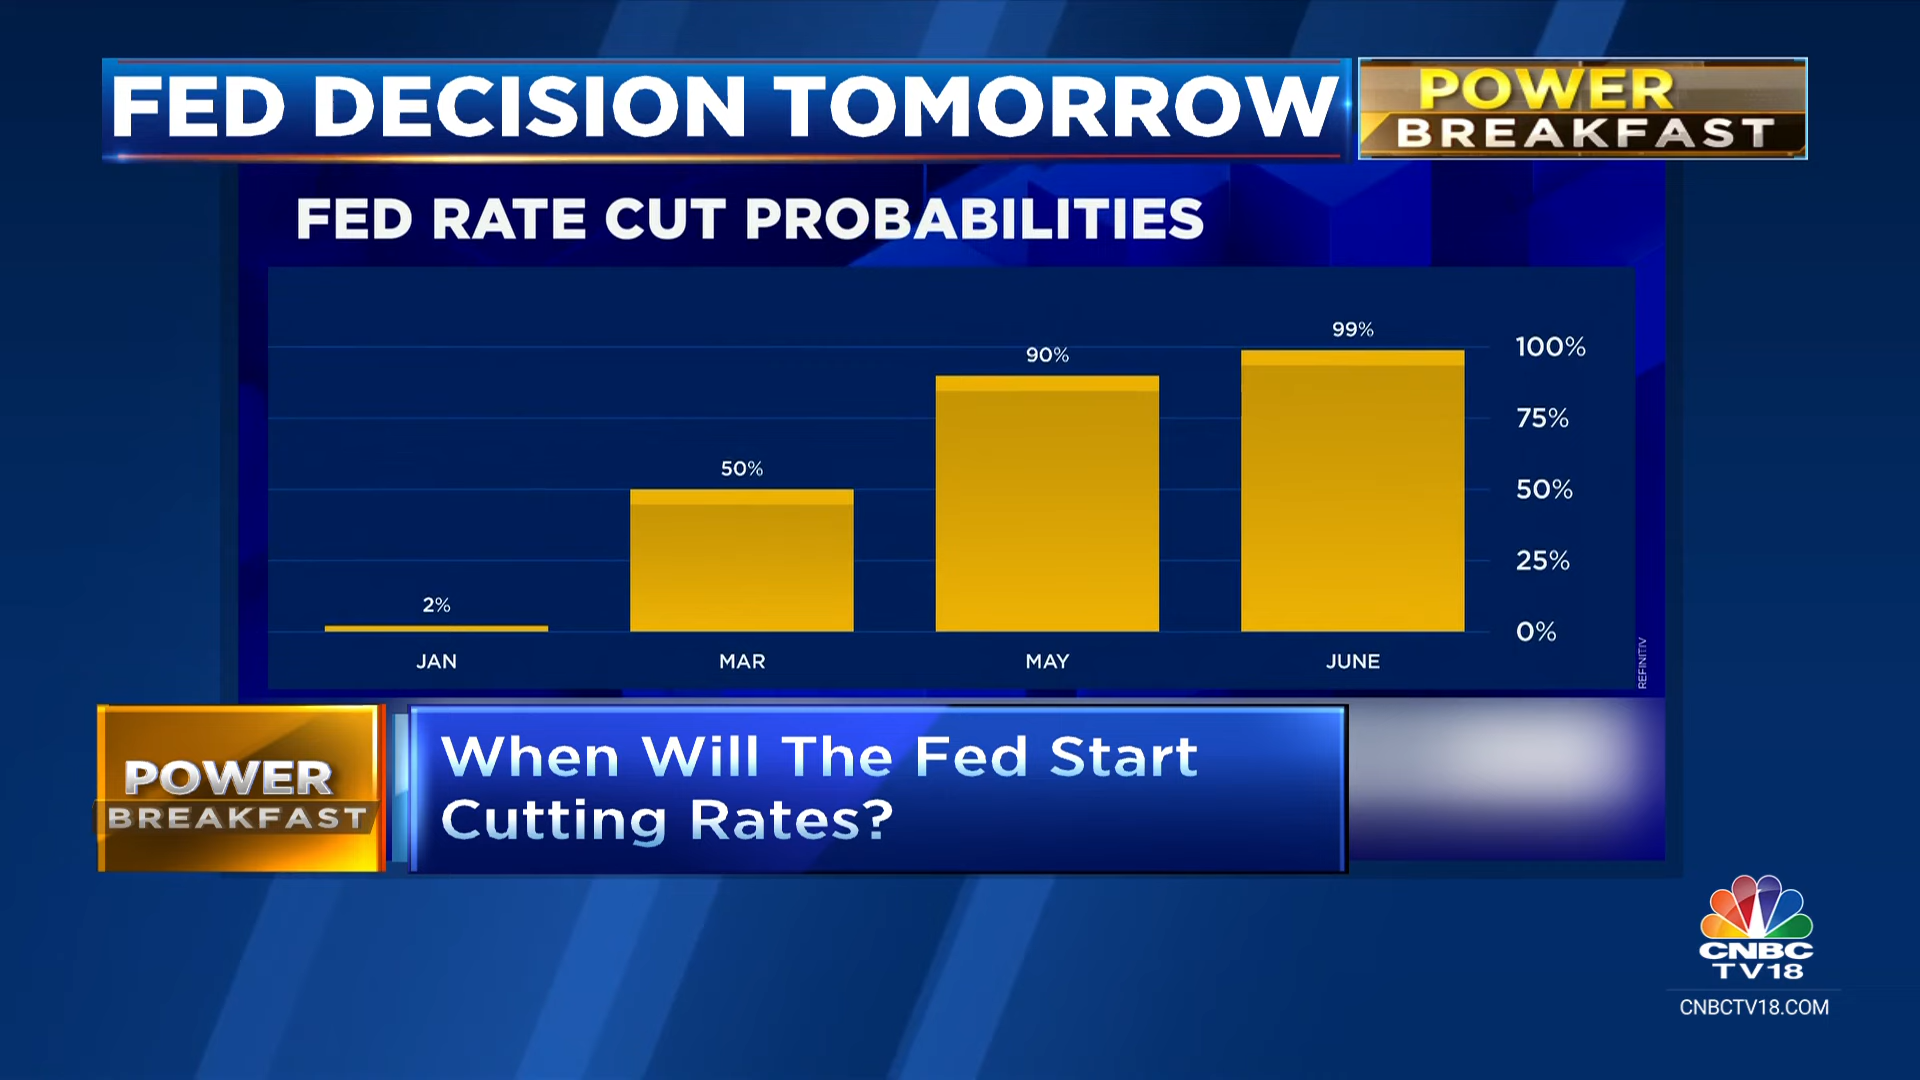 FED DECISION TOMORROW
POWER
BREAKFAST
FED RATE CUT PROBABILITIES
2%
50%
90%
99%
100%
75%
50%
25%
0%
JAN
MAR
MAY
JUNE
REFINITIV
POWER
BREAKFAST
When Will The Fed Start
Cutting Rates?
CNBC
TV18
CNBCTV18.COM